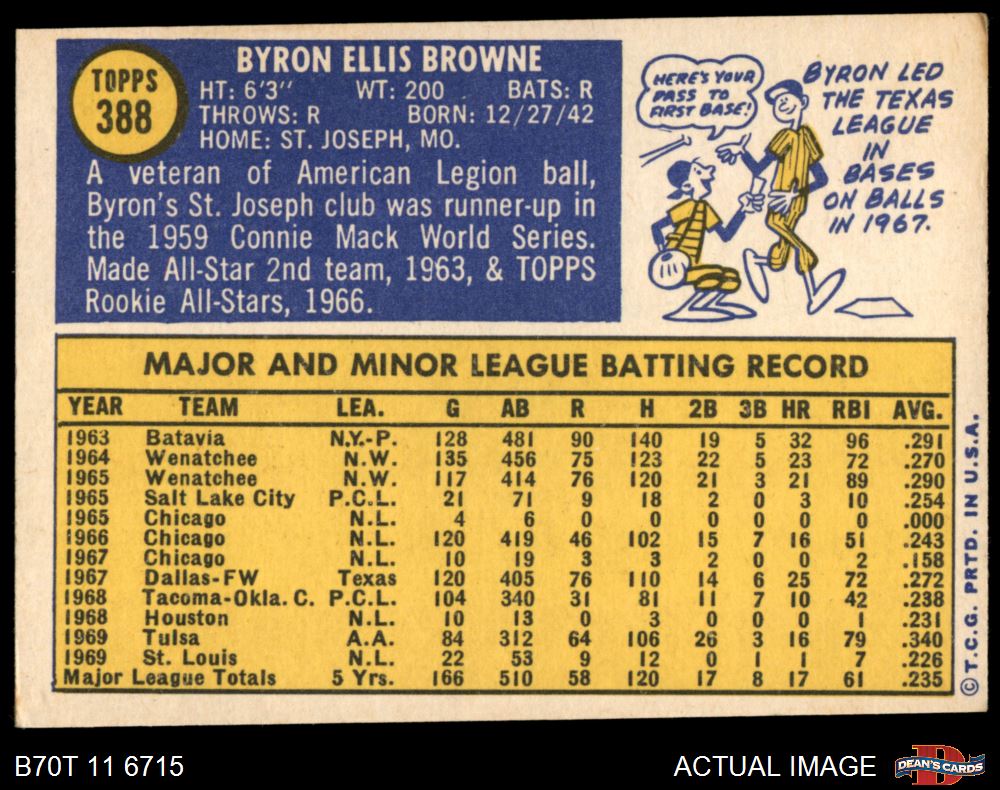 TOPPS
388
BYRON ELLIS BROWNE
HT: 6'3" WT: 200 BATS: R
THROWS: R BORN: 12/27/42
HOME: ST. JOSEPH, MO.
A veteran of American Legion ball,
Byron's St. Joseph club was runner-up in
the 1959 Connie Mack World Series.
Made All-Star 2nd team, 1963, & TOPPS
Rookie All-Stars, 1966.
HERE'S YOUR
PASS TO
FIRST BASE!
BYRON LED
THE TEXAS
LEAGUE
IN
BASES
ON BALLS
IN 1967.
MAJOR AND MINOR LEAGUE BATTING RECORD
YEAR TEAM LEA. G AB R H 2B 3B HR RBI AVG.
1963 Batavia N.Y.-P. 128 481 90 140 19 5 32 96 .291
1964 Wenatchee N.W. 135 456 75 123 22 5 23 72 .270
1965 Wenatchee N.W. 117 414 76 120 21 3 21 89 .290
1965 Salt Lake City P.C.L. 21 71 9 18 2 0 3 10 .254
1965 Chicago N.L. 4 6 0 0 0 0 0 0 .000
1966 Chicago N.L. 120 419 46 102 15 7 16 51 .243
1967 Chicago N.L. 10 19 3 3 2 0 0 2 .158
1967 Dallas-FW Texas 120 405 76 110 14 6 25 72 .272
1968 Tacoma-Okla. C. P.C.L. 104 340 31 81 11 7 10 42 .238
1968 Houston N.L. 10 13 0 3 0 0 0 1 .231
1969 Tulsa A.A. 84 312 64 106 26 3 16 79 .340
1969 St. Louis N.L. 22 53 9 12 0 1 1 7 .226
Major League Totals 5 Yrs. 166 510 58 120 17 8 17 61 .235
© T.C.G. PRTD. IN U.S.A.
B70T 11 6715
ACTUAL IMAGE
D
DEAN'S CARDS